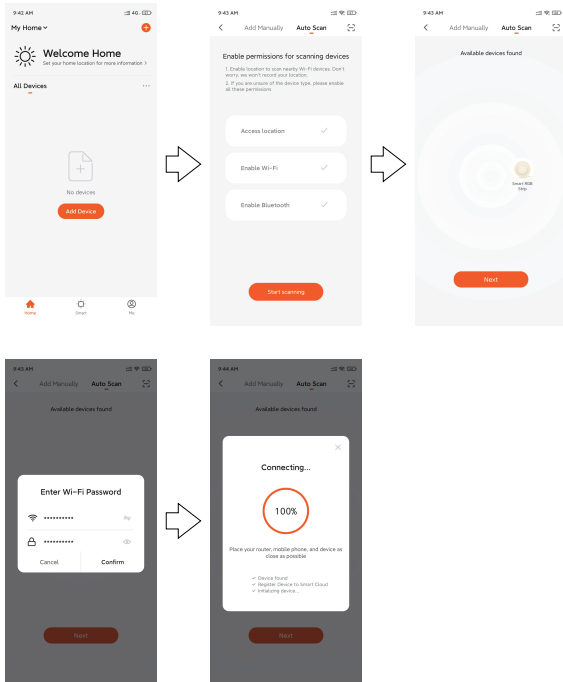 9:42 AM
4G
My Home
Welcome Home
Set your home location for more information >
All Devices
No devices
Add Device
Home
Smart
Me
9:43 AM
Add Manually Auto Scan
Enable permissions for scanning devices
1. Enable location to scan nearby Wi-Fi devices. Don't
worry, we won't record your location.
2. If you are unsure of the device type, please enable
all these permissions
Access location
Enable Wi-Fi
Enable Bluetooth
Start scanning
9:43 AM
Add Manually Auto Scan
Available devices found
Smart RGB
Strip
Next
9:43 AM
Add Manually Auto Scan
Available devices found
Enter Wi-Fi Password
Cancel Confirm
Next
9:44 AM
Add Manually Auto Scan
Available devices found
Connecting...
100%
Place your router, mobile phone, and device as
close as possible
Device found
Register Device to Smart Cloud
Initializing device...
Next